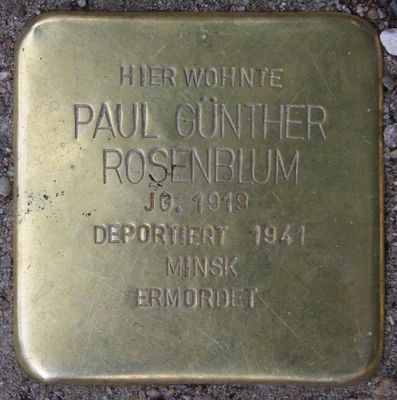 HIER WOHNTE
PAUL GÜNTHER
ROSENBLUM
JG. 1919
DEPORTIERT 1941
MINSK
ERMORDET